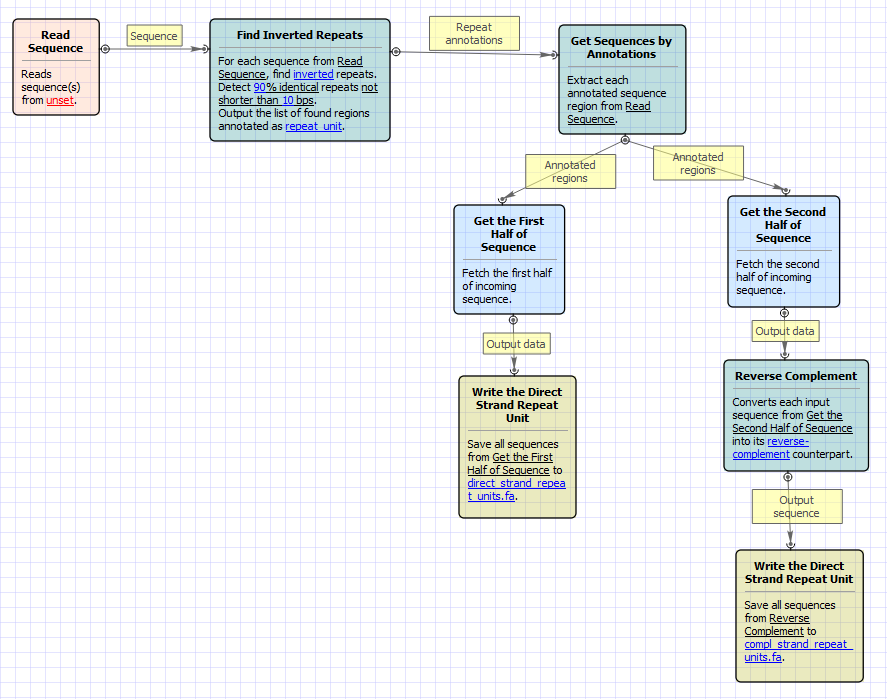 Read
Sequence
Reads
sequence(s)
from unset.
Sequence
Find Inverted Repeats
For each sequence from Read
Sequence, find inverted repeats.
Detect 90% identical repeats not
shorter than 10 bps.
Output the list of found regions
annotated as repeat_unit.
Repeat
annotations
Get Sequences by
Annotations
Extract each
annotated sequence
region from Read
Sequence.
Annotated
regions
Annotated
regions
Get the First
Half of
Sequence
Fetch the first half
of incoming
sequence.
Get the Second
Half of
Sequence
Fetch the second
half of incoming
sequence.
Output data
Output data
Write the Direct
Strand Repeat
Unit
Save all sequences
from Get the First
Half of Sequence to
direct_strand_repea
t_units.fa.
Reverse Complement
Converts each input
sequence from Get the
Second Half of Sequence
into its reverse-
complement counterpart.
Output
sequence
Write the Direct
Strand Repeat Unit
Save all sequences
from Reverse
Complement to
compl_strand_repeat_
units.fa.